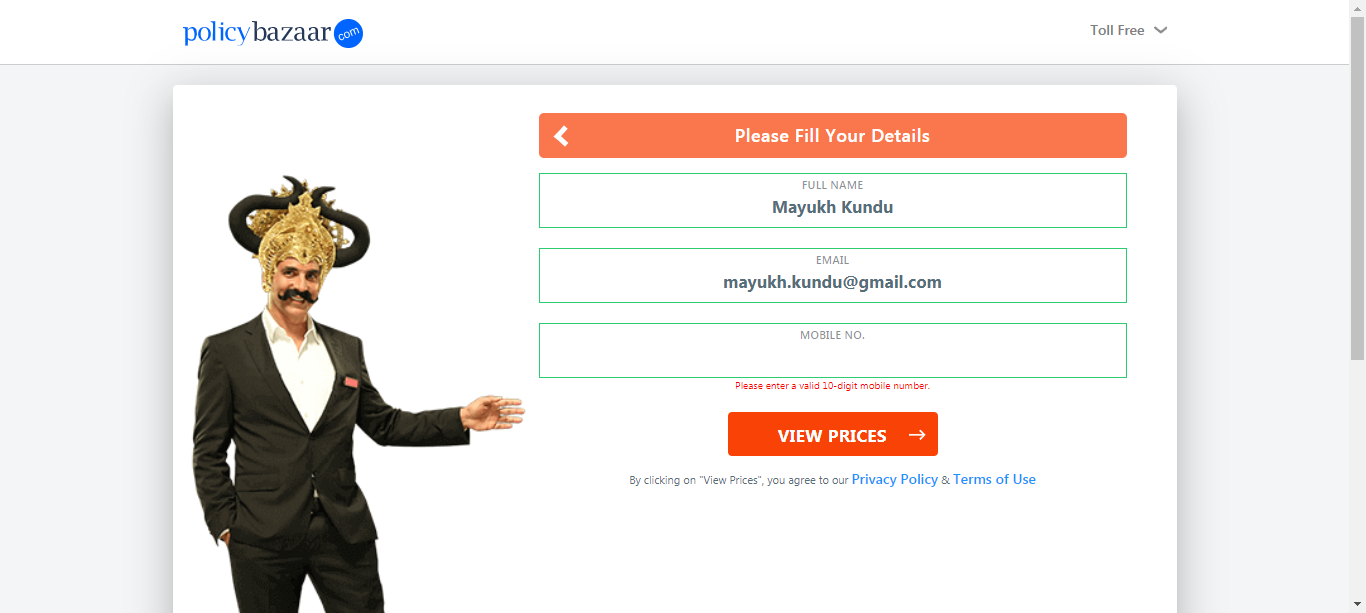 policybazaar.com
Toll Free
Please Fill Your Details
FULL NAME
Mayukh Kundu
EMAIL
mayukh.kundu@gmail.com
MOBILE NO.
Please enter a valid 10-digit mobile number.
VIEW PRICES
By clicking on "View Prices", you agree to our Privacy Policy & Terms of Use